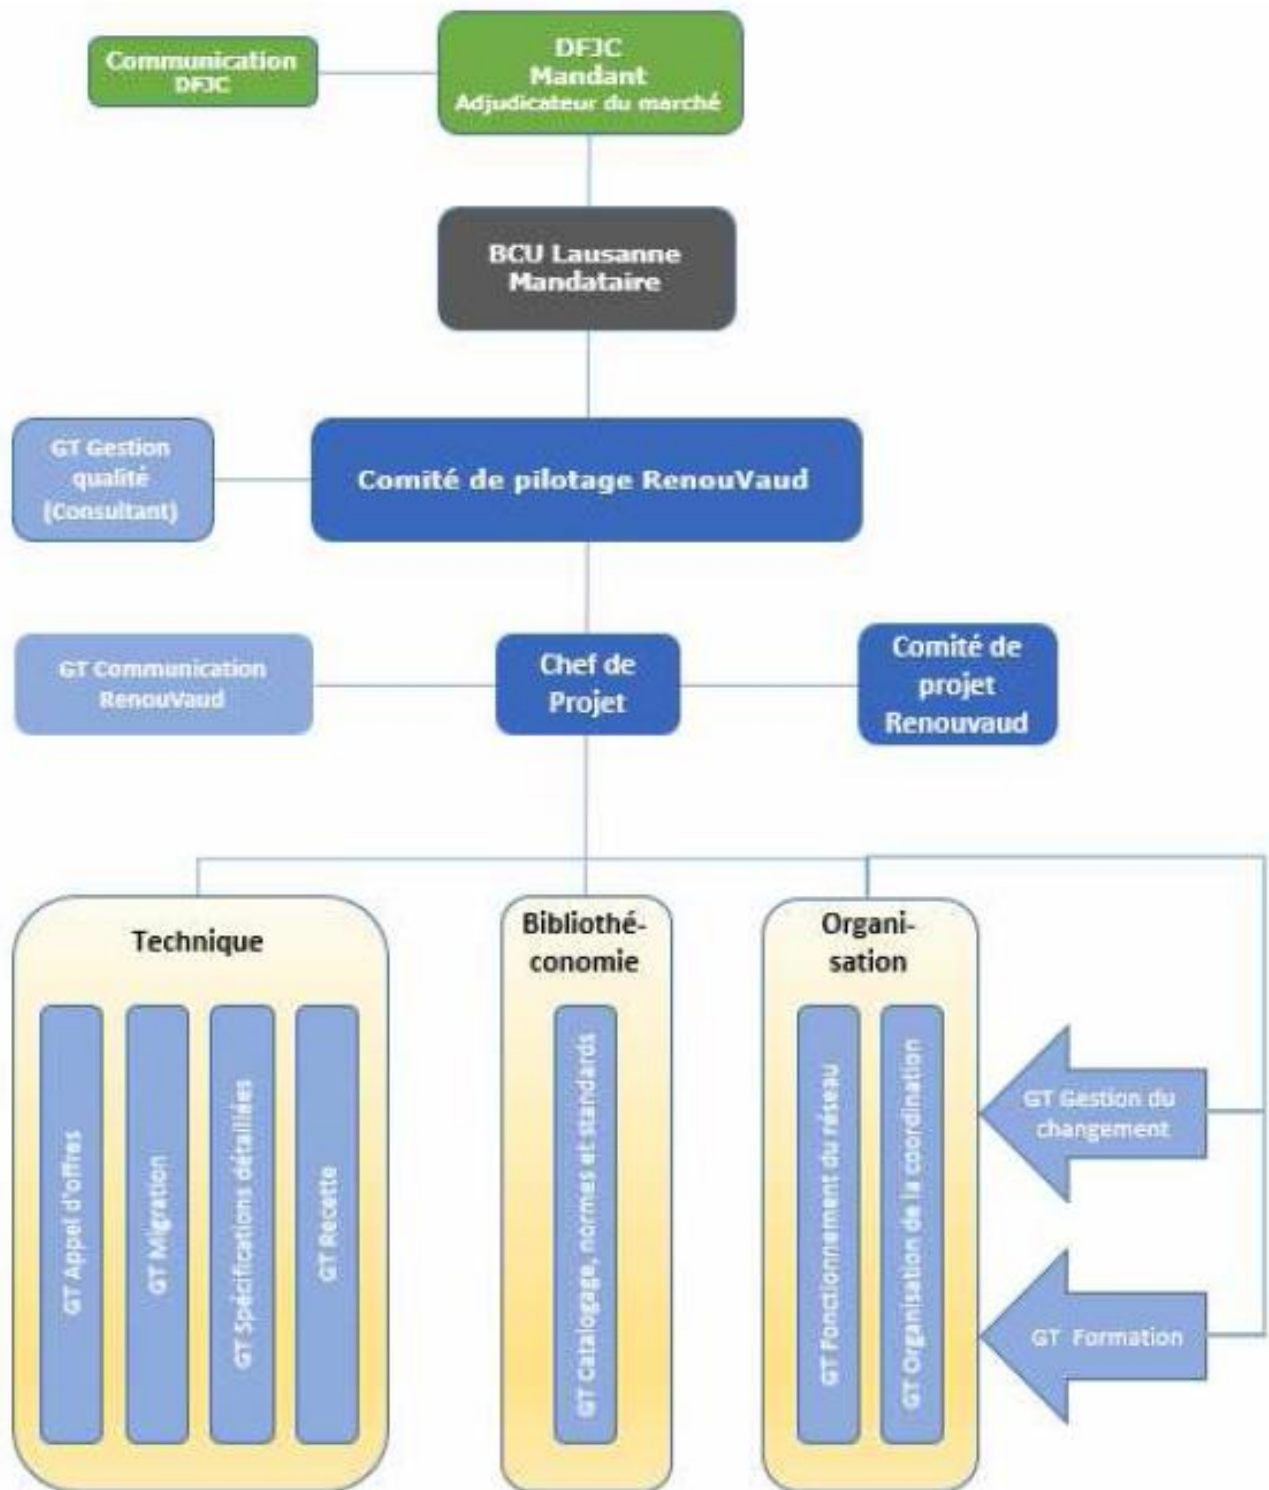 Communication
DFJC
DFJC
Mandant
Adjudicateur du marché
BCU Lausanne
Mandataire
GT Gestion
qualité
(Consultant)
Comité de pilotage RenouVaud
GT Communication
RenouVaud
Chef de
Projet
Comité de
projet
Renouvaud
Technique
GT Appel d'offres
GT Migration
GT Spécifications détaillées
GT Recette
Bibliothé-
conomie
GT Catalogage, normes et standards
Organi-
sation
GT Fonctionnement du réseau
GT Organisation de la coordination
GT Gestion du
changement
GT Formation